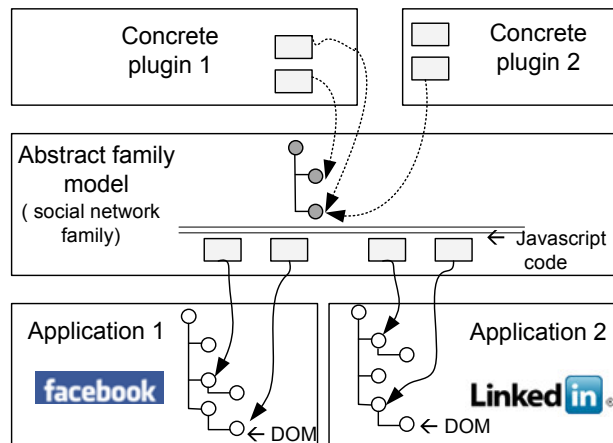 Concrete
plugin 1
Concrete
plugin 2
Abstract family
model
( social network
family)
← Javascript
code
Application 1
facebook
← DOM
Application 2
Linked in ®
← DOM